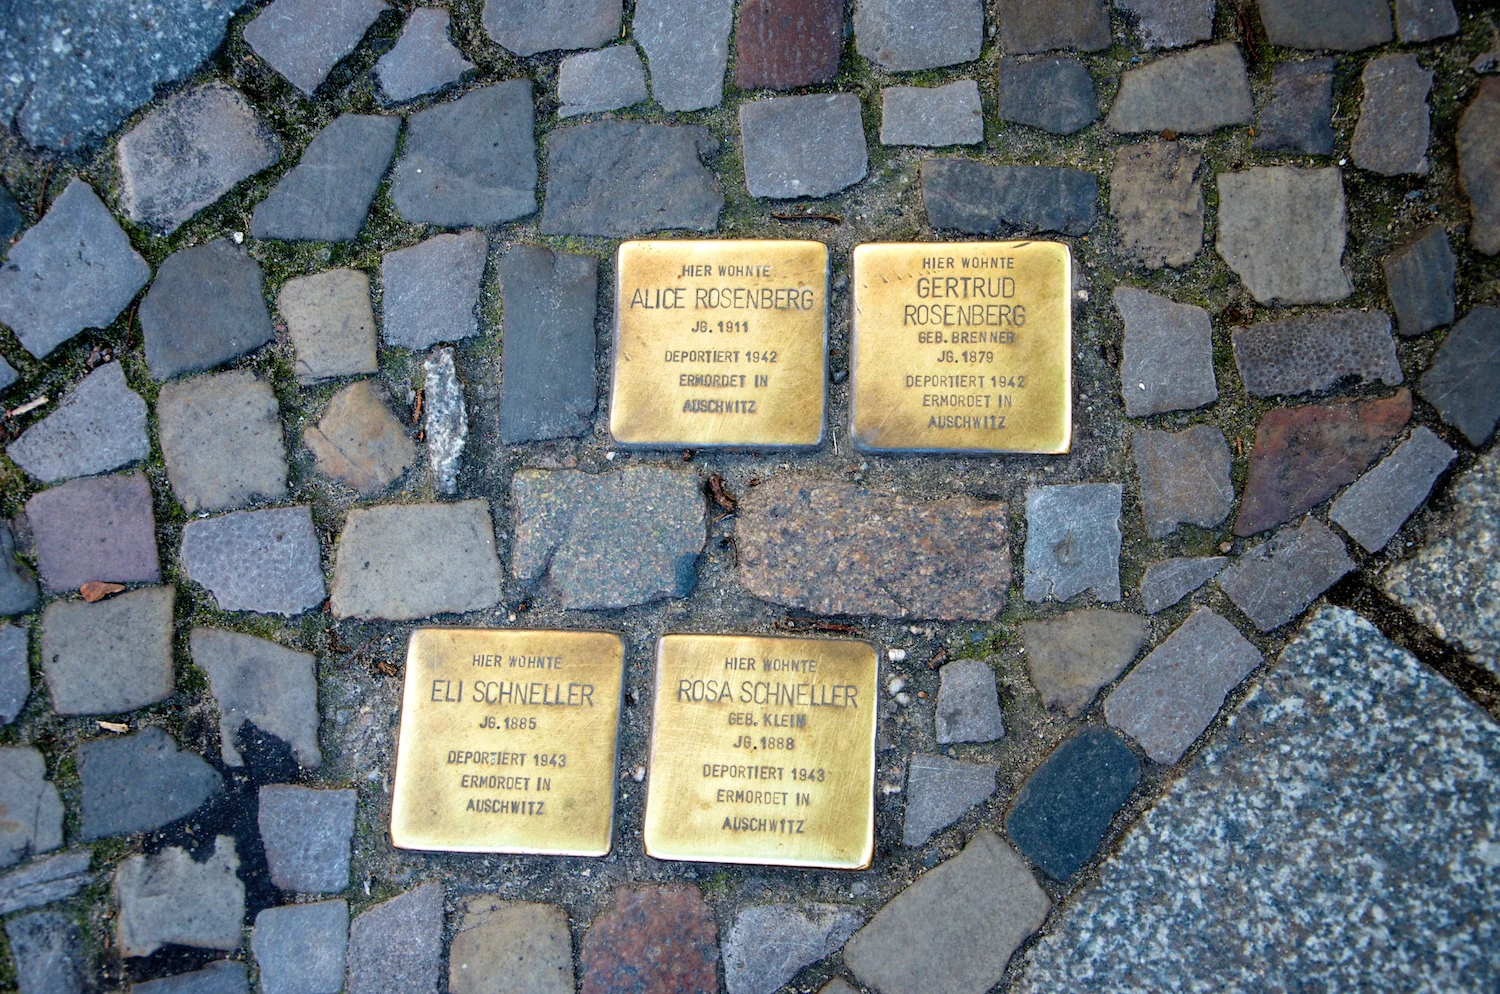 HIER WOHNTE
ALICE ROSENBERG
JG. 1911
DEPORTIERT 1942
ERMORDET IN
AUSCHWITZ
HIER WOHNTE
GERTRUD
ROSENBERG
GEB. BRENNER
JG. 1879
DEPORTIERT 1942
ERMORDET IN
AUSCHWITZ
HIER WOHNTE
ELI SCHNELLER
JG. 1885
DEPORTIERT 1943
ERMORDET IN
AUSCHWITZ
HIER WOHNTE
ROSA SCHNELLER
GEB. KLEIN
JG. 1888
DEPORTIERT 1943
ERMORDET IN
AUSCHWITZ